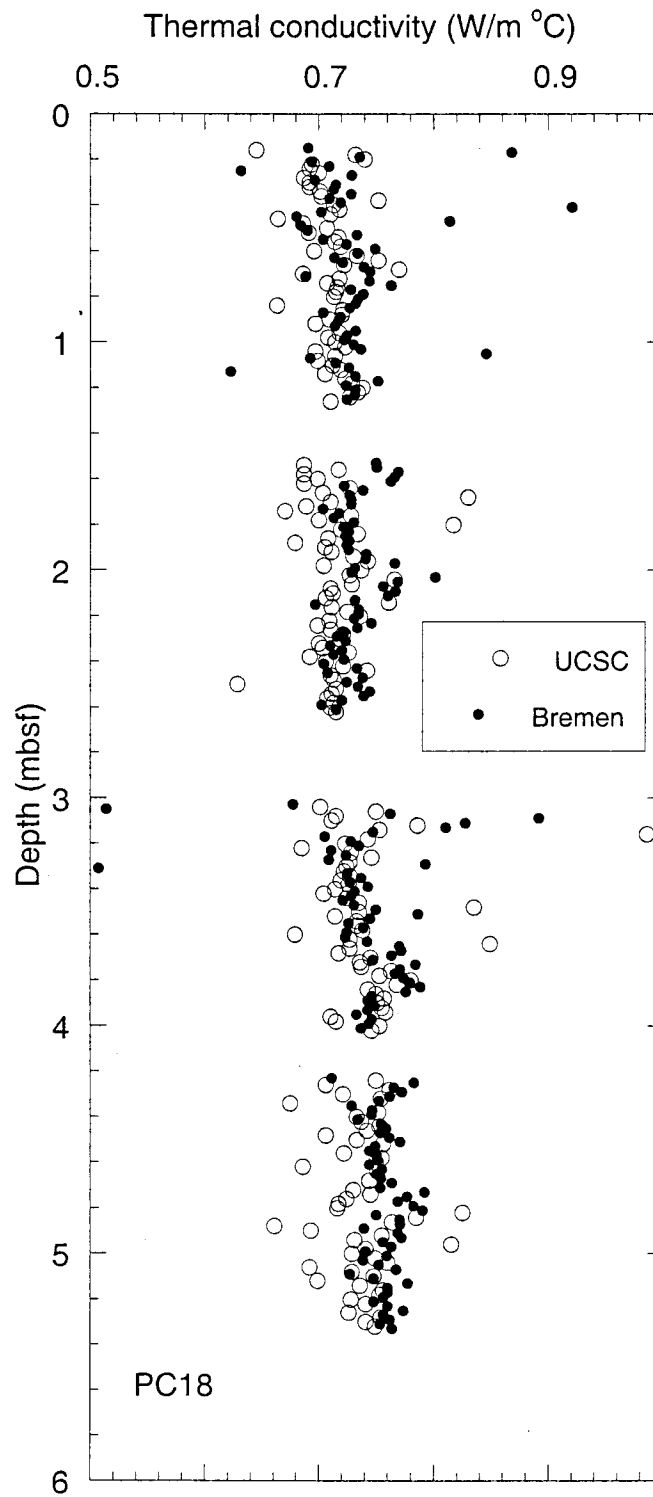 Thermal conductivity (W/m °C)
0.5 0.7 0.9
0
1
2
3
4
5
6
Depth (mbsf)
UCSC
Bremen
PC18